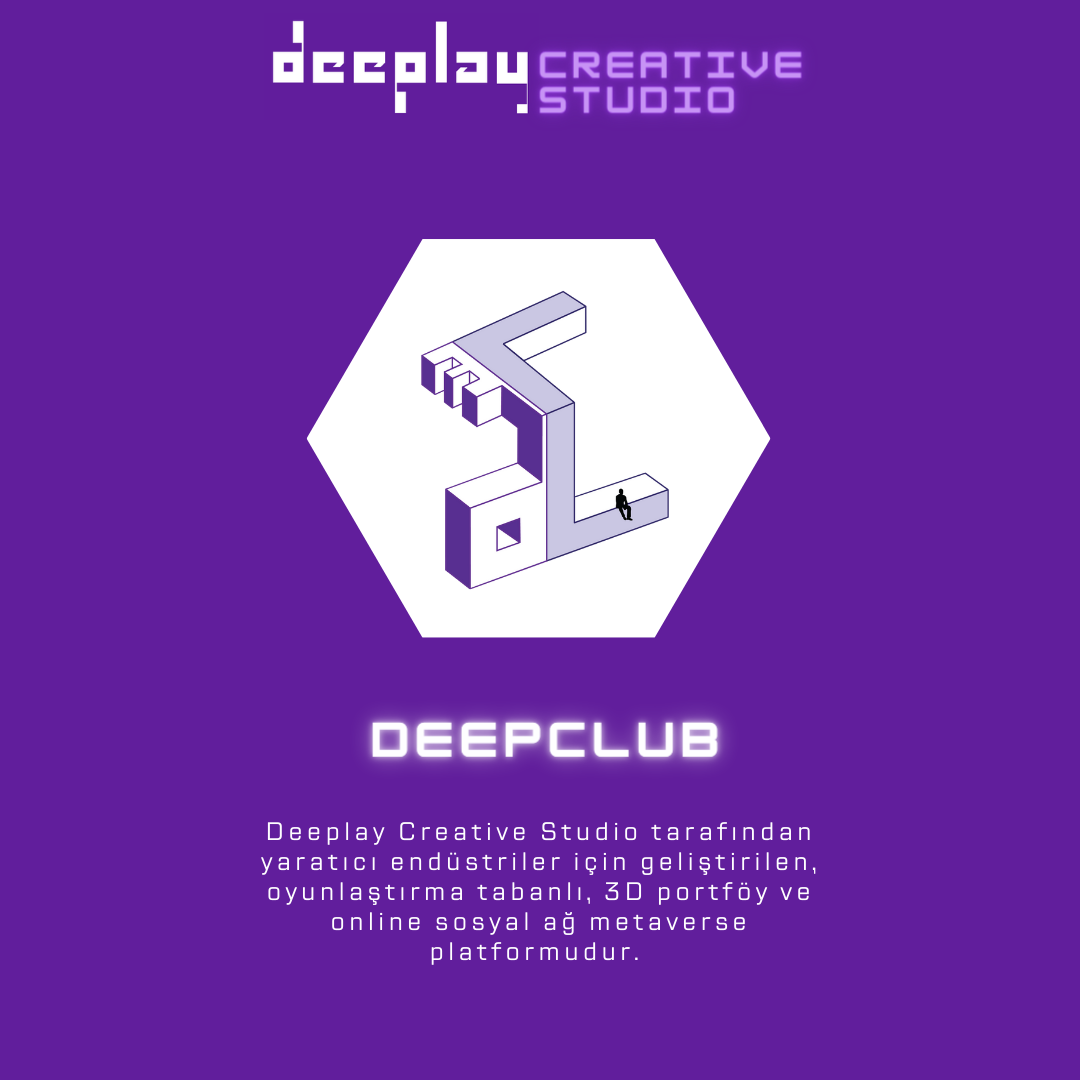 deeplay CREATIVE
STUDIO
DEEPCLUB
Deeplay Creative Studio tarafından
yaratıcı endüstriler için geliştirilen,
oyunlaştırma tabanlı, 3D portföy ve
online sosyal ağ metaverse
platformudur.